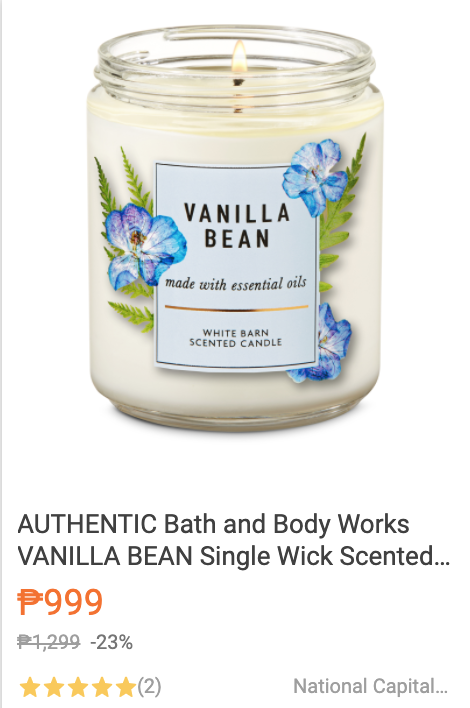 VANILLA
BEAN
made with essential oils
WHITE BARN
SCENTED CANDLE
AUTHENTIC Bath and Body Works
VANILLA BEAN Single Wick Scented...
₱999
₱1,299 -23%
(2) National Capital...